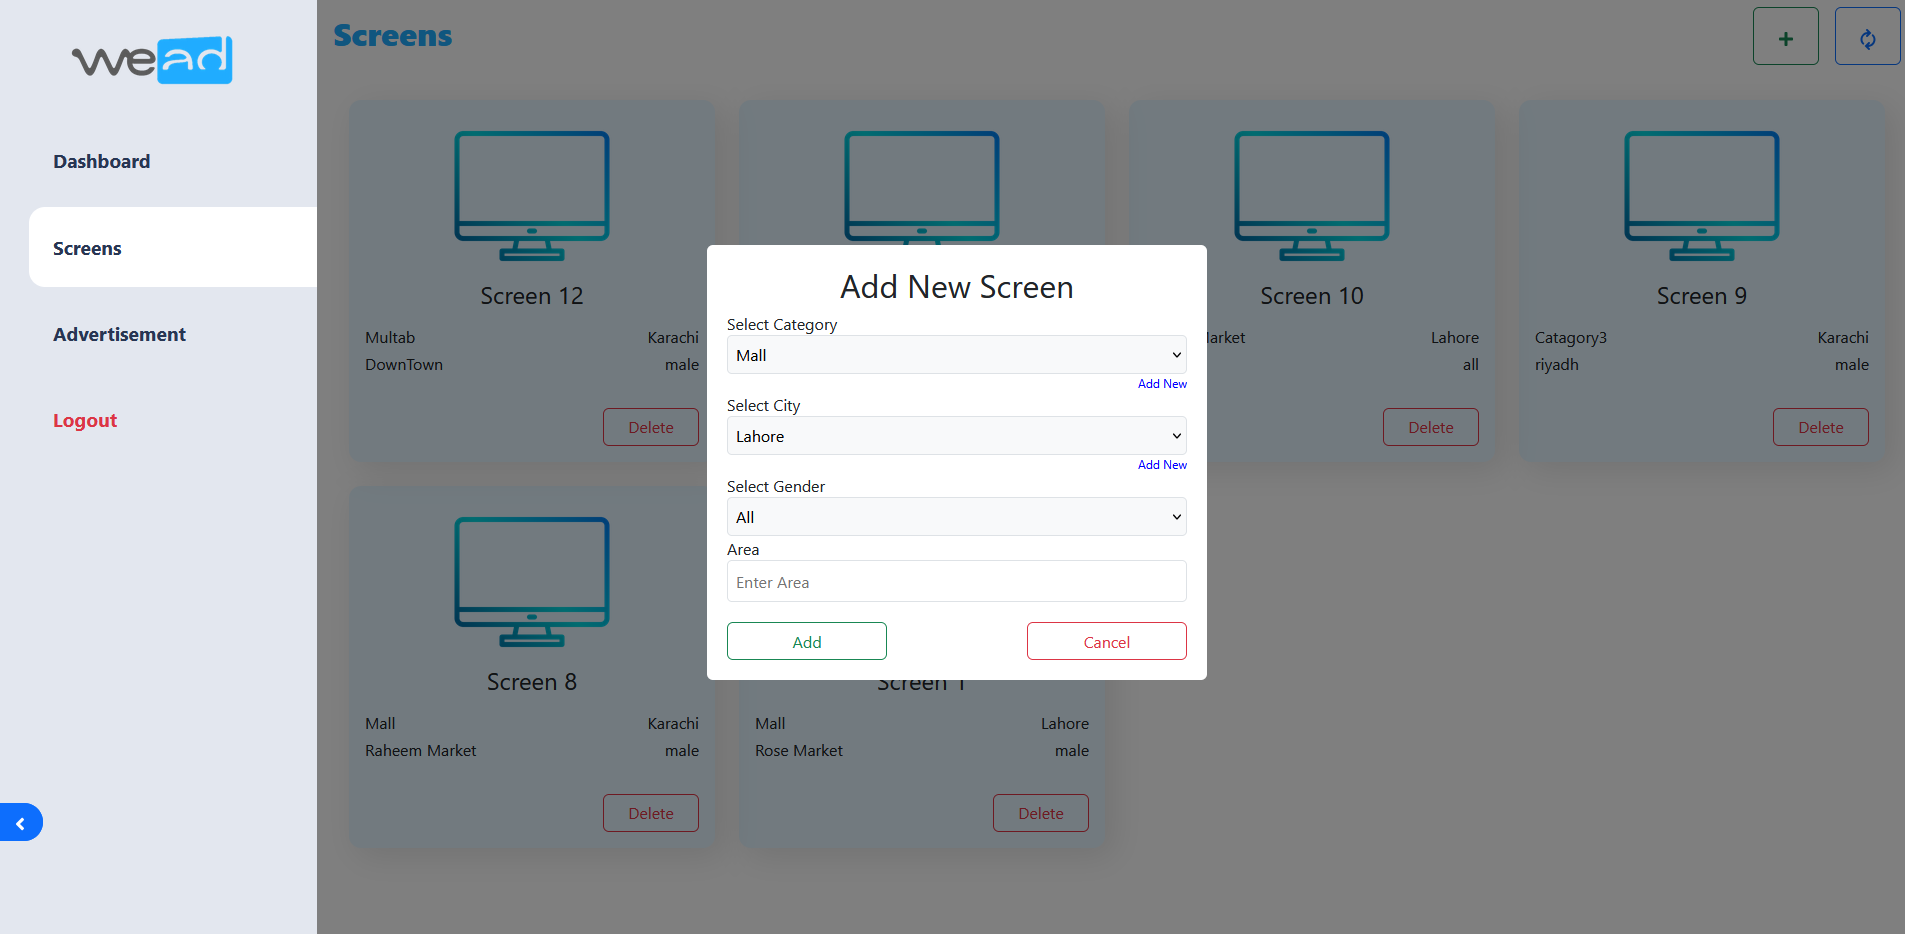 wead
Dashboard
Screens
Advertisement
Logout
Screens
Screen 12
Multab Karachi
DownTown male
Delete
Screen 10
Market Lahore
all
Delete
Screen 9
Catagory3 Karachi
riyadh male
Delete
Add New Screen
Select Category
Mall
Add New
Select City
Lahore
Add New
Select Gender
All
Area
Enter Area
Add Cancel
Screen 8
Mall Karachi
Raheem Market male
Delete
Screen 1
Mall Lahore
Rose Market male
Delete